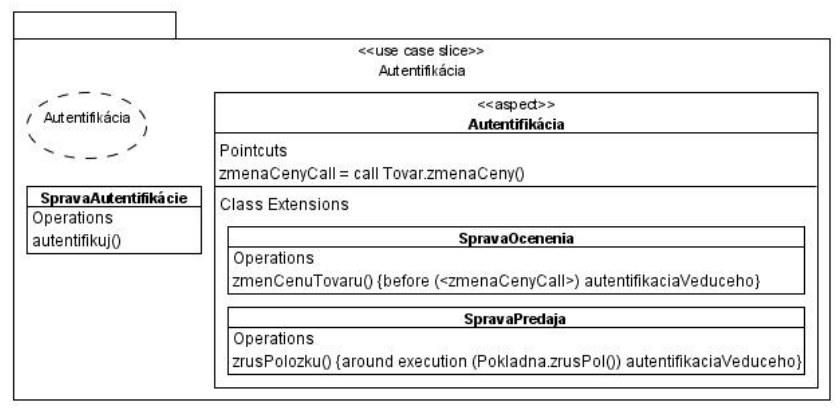 <<use case slice>>
Autentifikácia
Autentifikácia
<<aspect>>
Autentifikácia
Pointcuts
zmenaCenyCall = call Tovar.zmenaCeny()
SpravaAutentifikácie
Operations
autentifikuj()
Class Extensions
SpravaOcenenia
Operations
zmenCenuTovaru() {before (<zmenaCenyCall>) autentifikaciaVeduceho}
SpravaPredaja
Operations
zrusPolozku() {around execution (Pokladna.zrusPol()) autentifikaciaVeduceho}